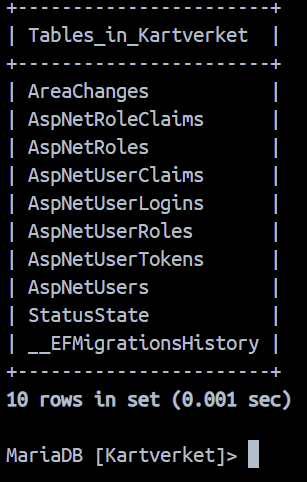 +-----------------------+
| Tables_in_Kartverket  |
+-----------------------+
| AreaChanges           |
| AspNetRoleClaims      |
| AspNetRoles           |
| AspNetUserClaims      |
| AspNetUserLogins      |
| AspNetUserRoles       |
| AspNetUserTokens      |
| AspNetUsers           |
| StatusState           |
| __EFMigrationsHistory |
+-----------------------+
10 rows in set (0.001 sec)
MariaDB [Kartverket]>